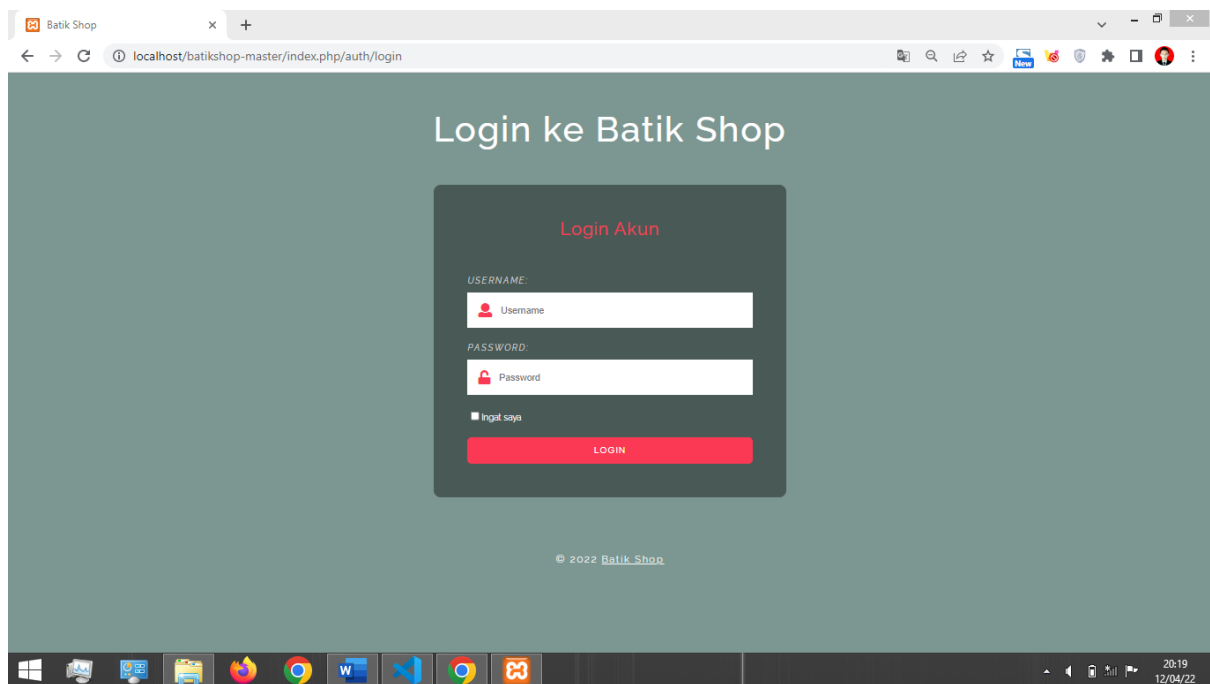 Batik Shop
localhost/batikshop-master/index.php/auth/login
New
Login ke Batik Shop
Login Akun
USERNAME:
Username
PASSWORD:
Password
Ingat saya
LOGIN
© 2022 Batik Shop
20:19
12/04/22